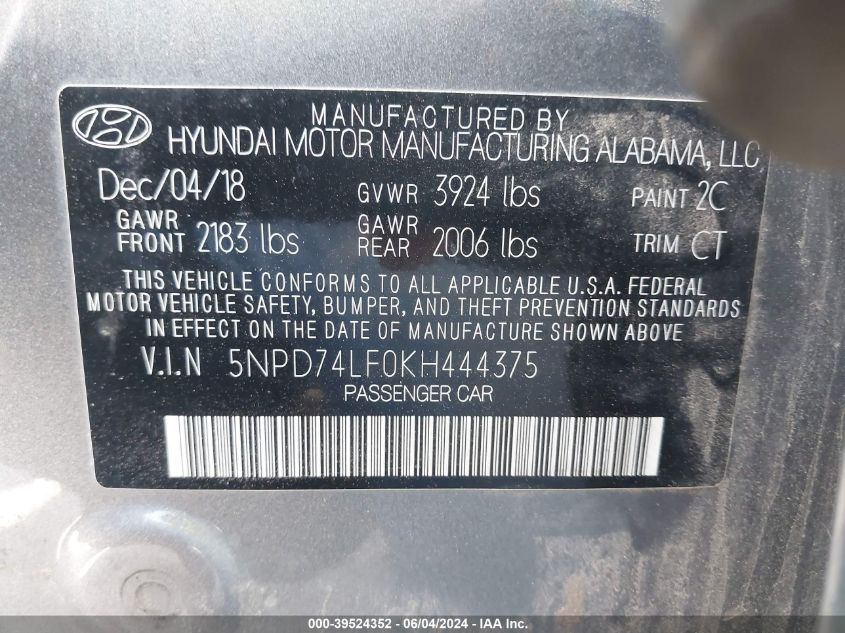 MANUFACTURED BY
HYUNDAI MOTOR MANUFACTURING ALABAMA, LLC
Dec/04/18 GVWR 3924 lbs PAINT 2C
GAWR FRONT 2183 lbs GAWR REAR 2006 lbs TRIM CT
THIS VEHICLE CONFORMS TO ALL APPLICABLE U.S.A. FEDERAL
MOTOR VEHICLE SAFETY, BUMPER, AND THEFT PREVENTION STANDARDS
IN EFFECT ON THE DATE OF MANUFACTURE SHOWN ABOVE
V.I.N 5NPD74LF0KH444375
PASSENGER CAR
000-39524352 - 06/04/2024 - IAA Inc.